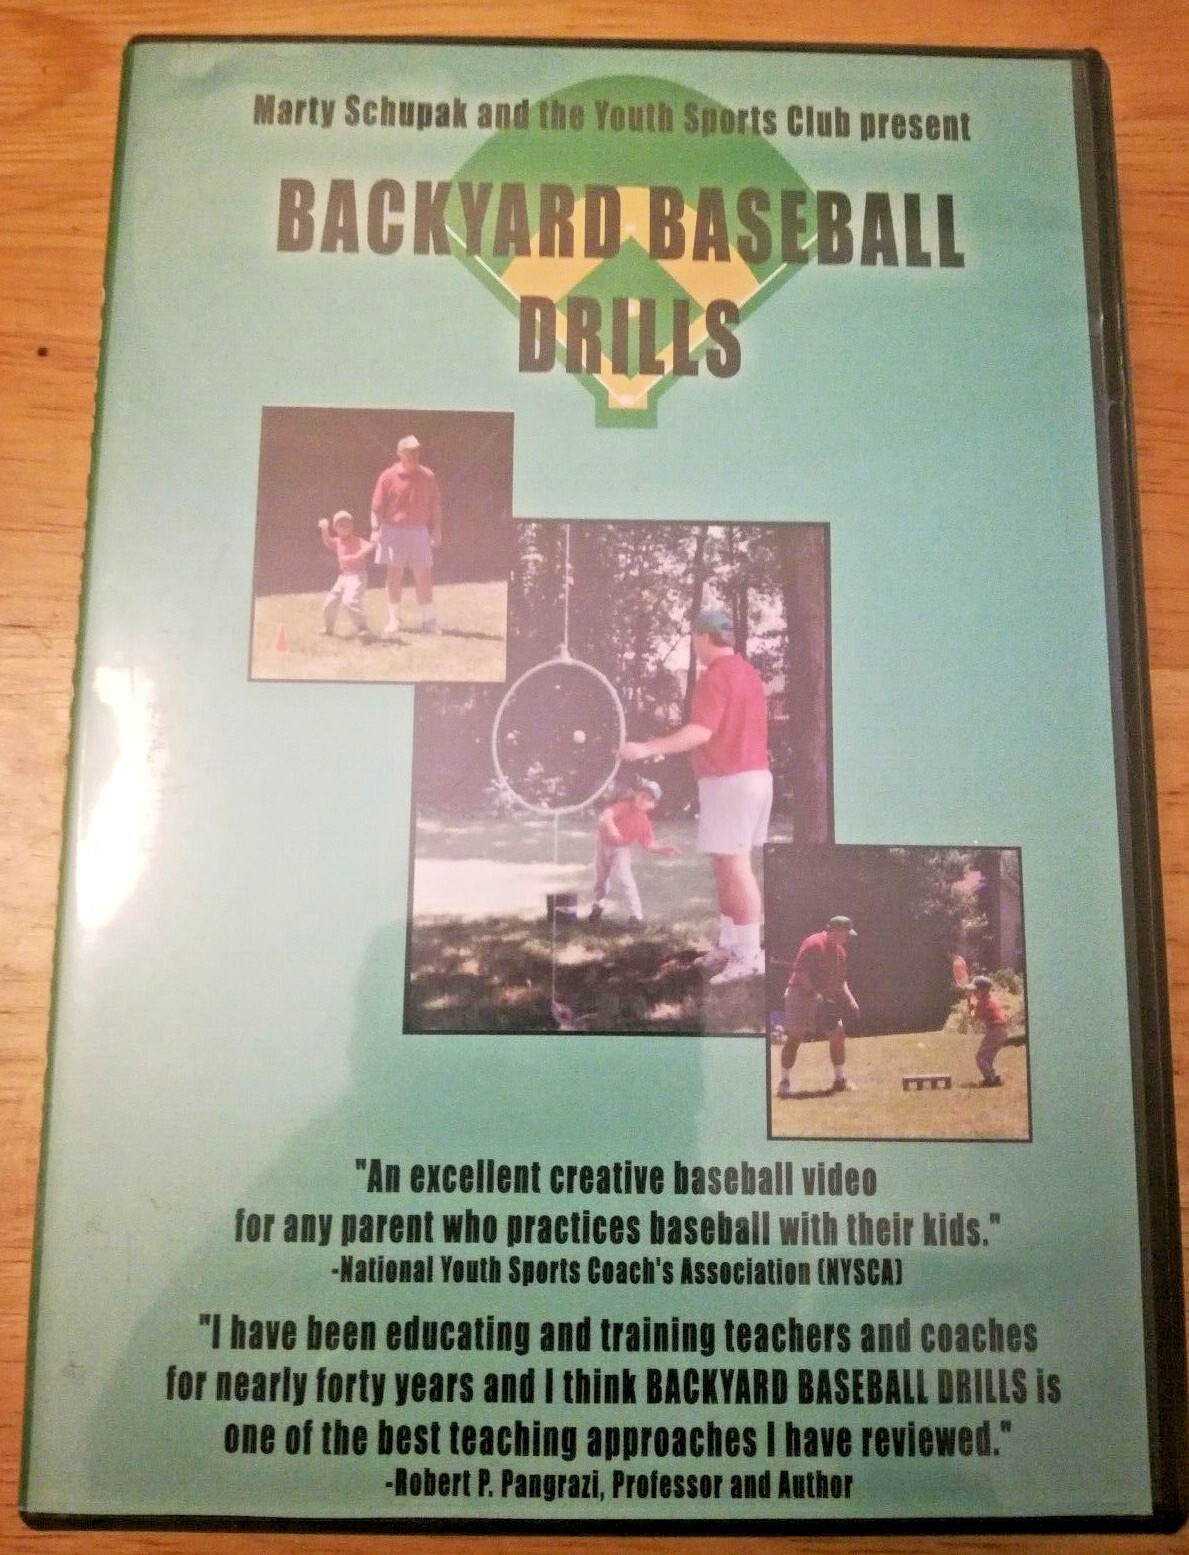 Marty Schupak and the Youth Sports Club present
BACKYARD BASEBALL
DRILLS
"An excellent creative baseball video
for any parent who practices baseball with their kids."
-National Youth Sports Coach's Association (NYSCA)
"I have been educating and training teachers and coaches
for nearly forty years and I think BACKYARD BASEBALL DRILLS is
one of the best teaching approaches I have reviewed."
-Robert P. Pangrazi, Professor and Author